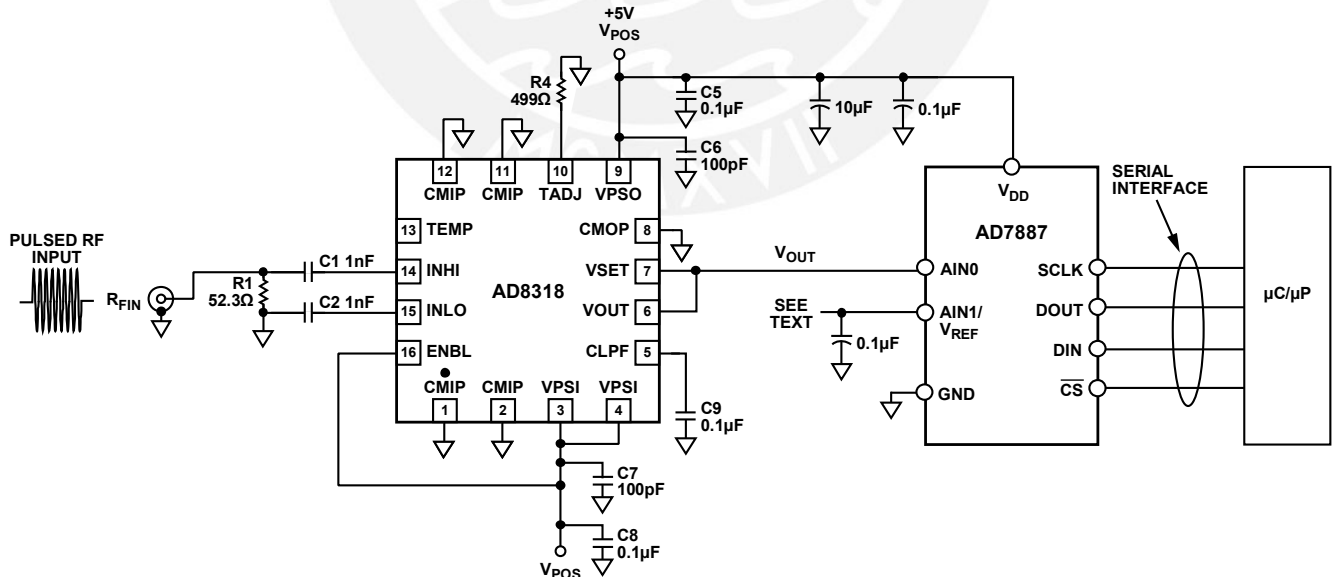 +5V
VPOS
R4
499Ω
C5
0.1µF
10µF
0.1µF
C6
100pF
12
11
10
9
CMIP
CMIP
TADJ
VPSO
VDD
SERIAL
INTERFACE
AD7887
13
TEMP
CMOP
8
PULSED RF
INPUT
RFIN
R1
52.3Ω
C1 1nF
14
INHI
VSET
7
VOUT
AIN0
SCLK
AD8318
C2 1nF
15
INLO
VOUT
6
SEE
TEXT
0.1µF
AIN1/
VREF
DOUT
µC/µP
16
ENBL
CLPF
5
DIN
CMIP
CMIP
VPSI
VPSI
1
2
3
4
C9
0.1µF
GND
CS
C7
100pF
C8
0.1µF
VPOS
XVII